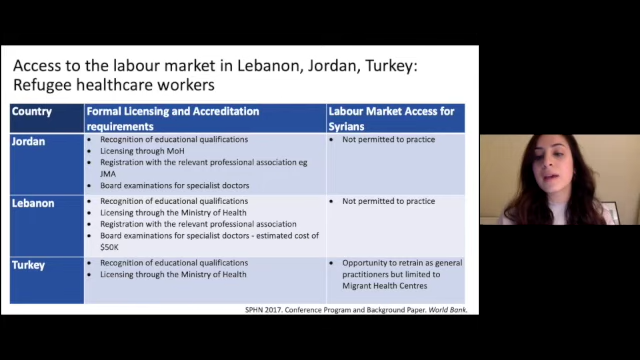 Access to the labour market in Lebanon, Jordan, Turkey:
Refugee healthcare workers
Country
Formal Licensing and Accreditation
requirements
Labour Market Access for
Syrians
Jordan
• Recognition of educational qualifications
• Licensing through MoH
• Registration with the relevant professional association eg
JMA
• Board examinations for specialist doctors
• Not permitted to practice
Lebanon
• Recognition of educational qualifications
• Licensing through the Ministry of Health
• Registration with the relevant professional association
• Board examinations for specialist doctors - estimated cost of
$50K
• Not permitted to practice
Turkey
• Recognition of educational qualifications
• Licensing through the Ministry of Health
• Opportunity to retrain as general
practitioners but limited to
Migrant Health Centres
SPHN 2017. Conference Program and Background Paper. World Bank.